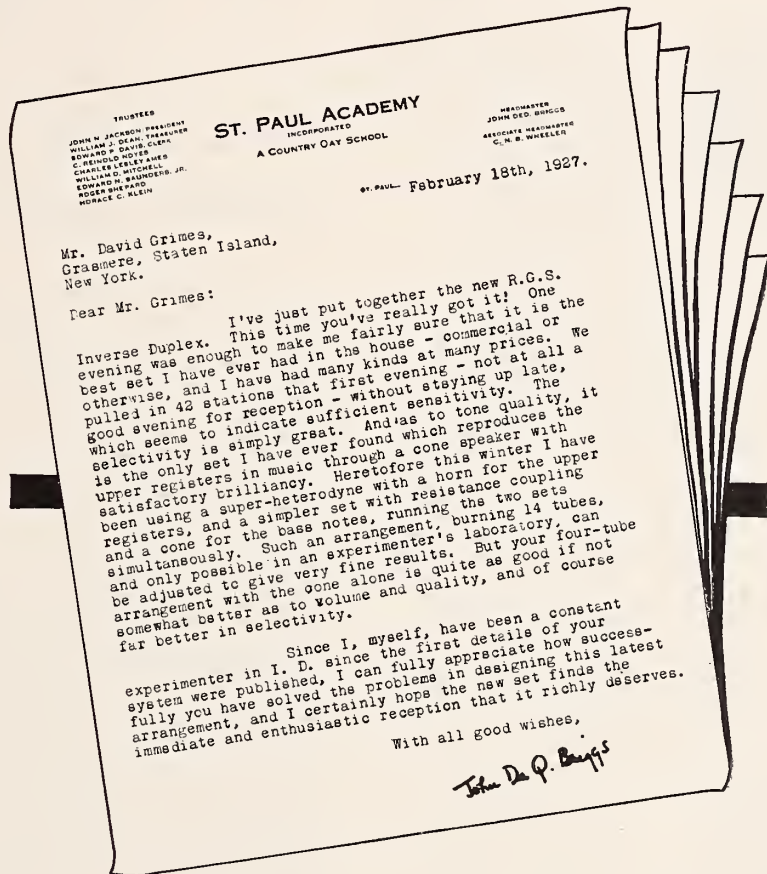 TRUSTEES
JOHN N JACKSON PRESIDENT
WILLIAM J. DEAN, TREASURER
EDWARD P DAVIS, CLERK
C. REINOLD NOYES
CHARLES LESLEY AMES
WILLIAM D. MITCHELL
EDWARD N. SAUNDERS, JR.
ROGER SHEPARD
HORACE C. KLEIN
ST. PAUL ACADEMY
INCORPORATED
A COUNTRY DAY SCHOOL
HEADMASTER
JOHN DEQ. BRIGGS
ASSOCIATE HEADMASTER
C. N. B. WHEELER
ST. PAUL February 18th, 1927.
Mr. David Grimes,
Grasmere, Staten Island,
New York.
Dear Mr. Grimes:
I've just put together the new R.G.S.
Inverse Duplex. This time you've really got it! One
evening was enough to make me fairly sure that it is the
best set I have ever had in the house - commercial or
otherwise, and I have had many kinds at many prices. We
pulled in 42 stations that first evening - not at all a
good evening for reception - without staying up late,
which seems to indicate sufficient sensitivity. The
selectivity is simply great. And as to tone quality, it
is the only set I have ever found which reproduces the
upper registers in music through a cone speaker with
satisfactory brilliancy. Heretofore this winter I have
been using a super-heterodyne with a horn for the upper
registers, and a simpler set with resistance coupling
and a cone for the bass notes, running the two sets
simultaneously. Such an arrangement, burning 14 tubes,
and only possible in an experimenter's laboratory, can
be adjusted to give very fine results. But your four-tube
arrangement with the cone alone is quite as good if not
somewhat better as to volume and quality, and of course
far better in selectivity.
Since I, myself, have been a constant
experimenter in I. D. since the first details of your
system were published, I can fully appreciate how success-
fully you have solved the problems in designing this latest
arrangement, and I certainly hope the new set finds the
immediate and enthusiastic reception that it richly deserves.
With all good wishes,
John De Q. Briggs